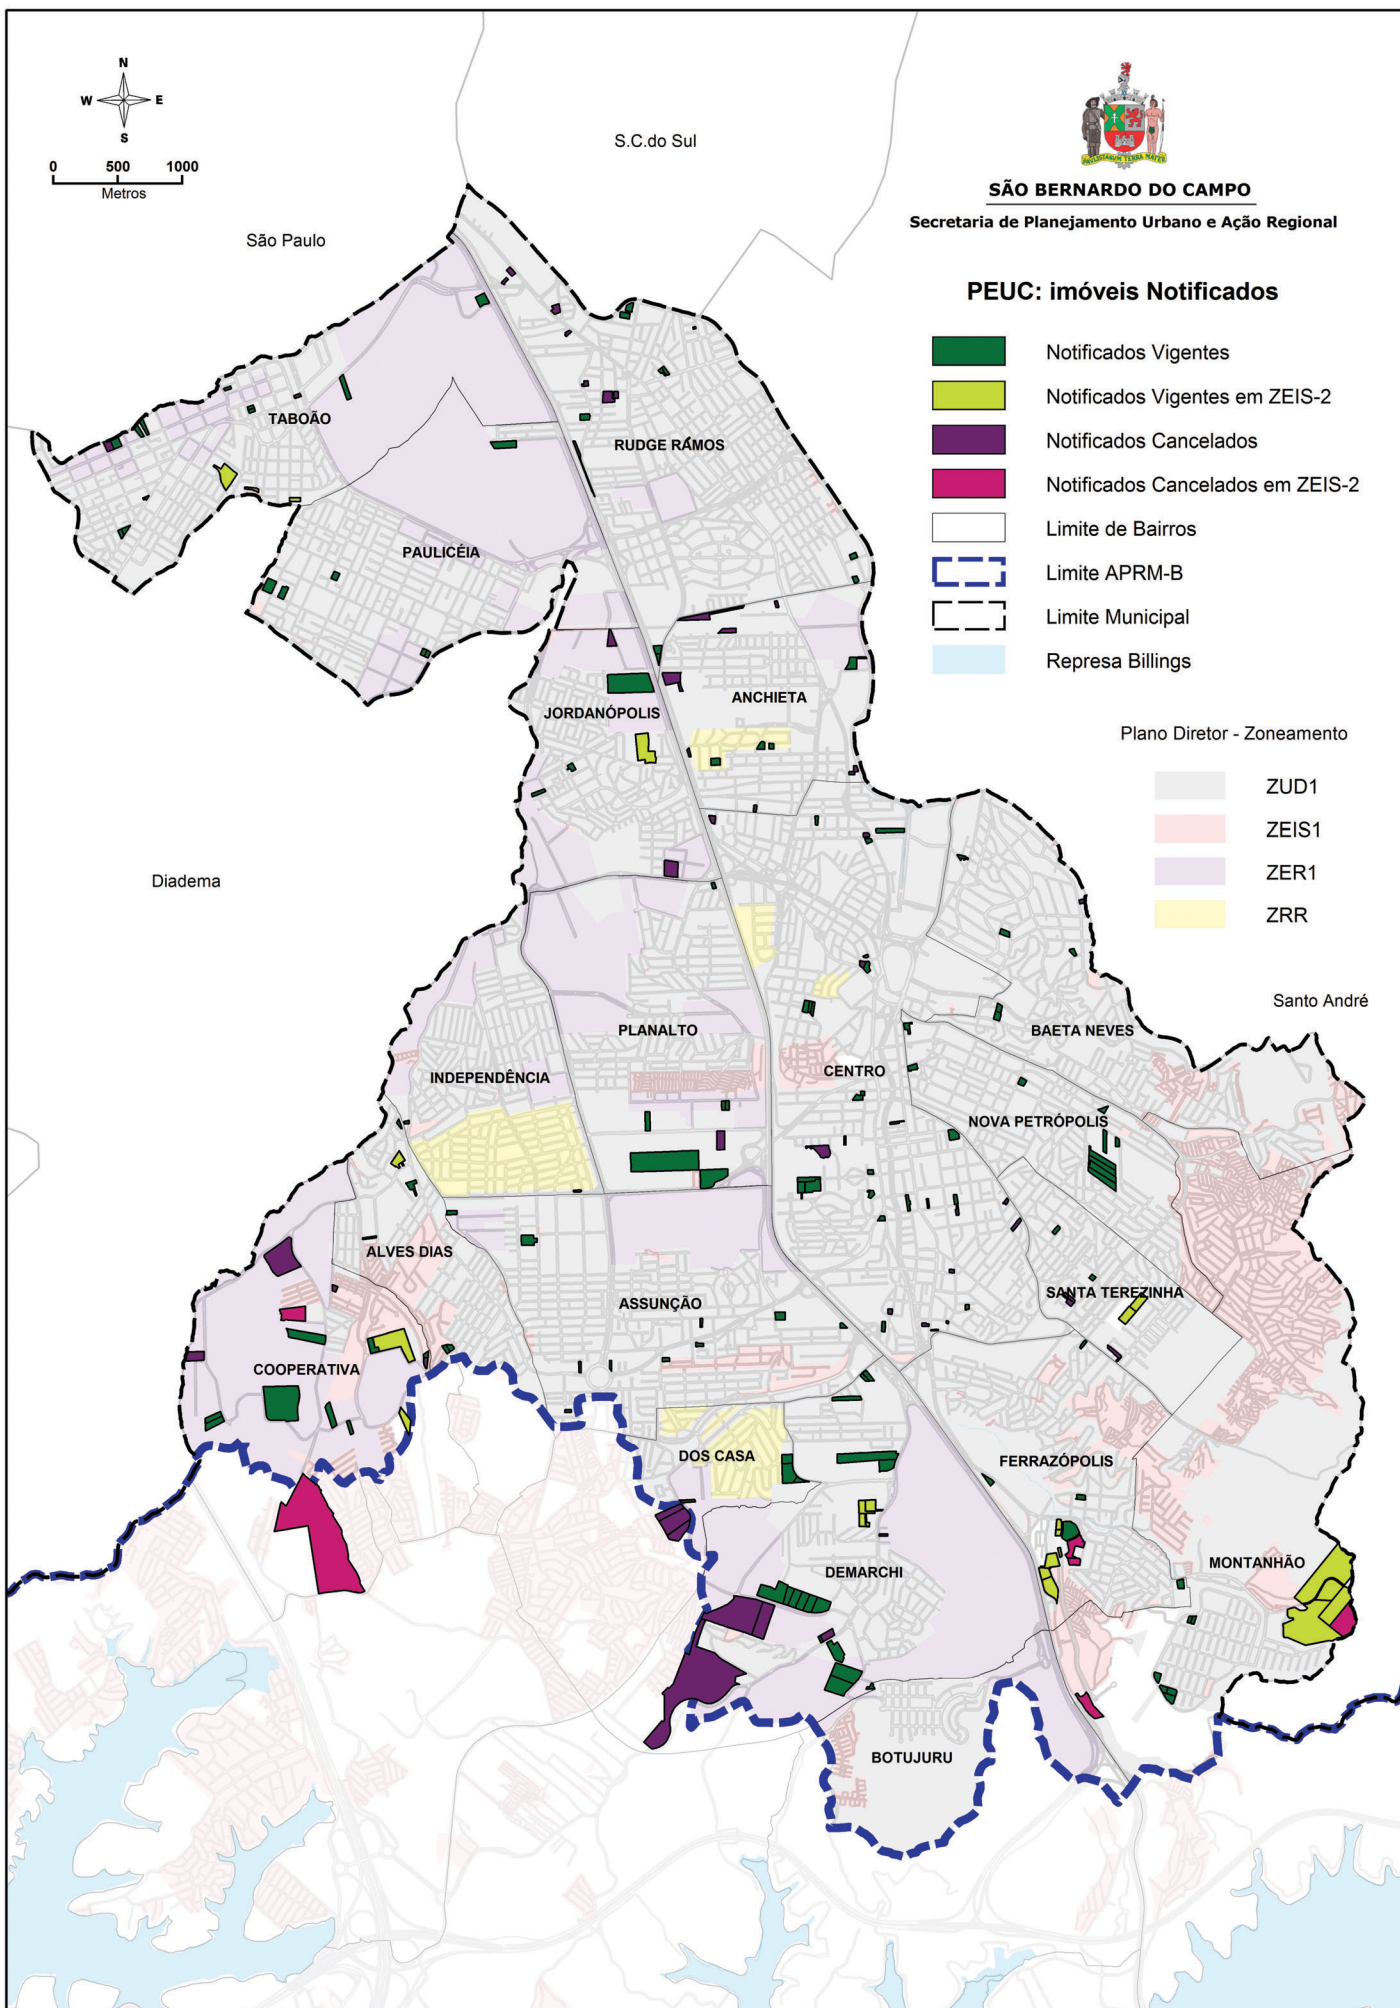 N
W E
S
0 500 1000
Metros
S.C.do Sul
São Paulo
PAULISTARUM TERRA MATER
SÃO BERNARDO DO CAMPO
Secretaria de Planejamento Urbano e Ação Regional
PEUC: imóveis Notificados
Notificados Vigentes
Notificados Vigentes em ZEIS-2
Notificados Cancelados
Notificados Cancelados em ZEIS-2
Limite de Bairros
Limite APRM-B
Limite Municipal
Represa Billings
Plano Diretor - Zoneamento
ZUD1
ZEIS1
ZER1
ZRR
TABOÃO
RUDGE RAMOS
PAULICÉIA
ANCHIETA
JORDANÓPOLIS
Diadema
Santo André
PLANALTO
BAETA NEVES
CENTRO
INDEPENDÊNCIA
NOVA PETRÓPOLIS
ALVES DIAS
SANTA TEREZINHA
ASSUNÇÃO
COOPERATIVA
DOS CASA
FERRAZÓPOLIS
MONTANHÃO
DEMARCHI
BOTUJURU